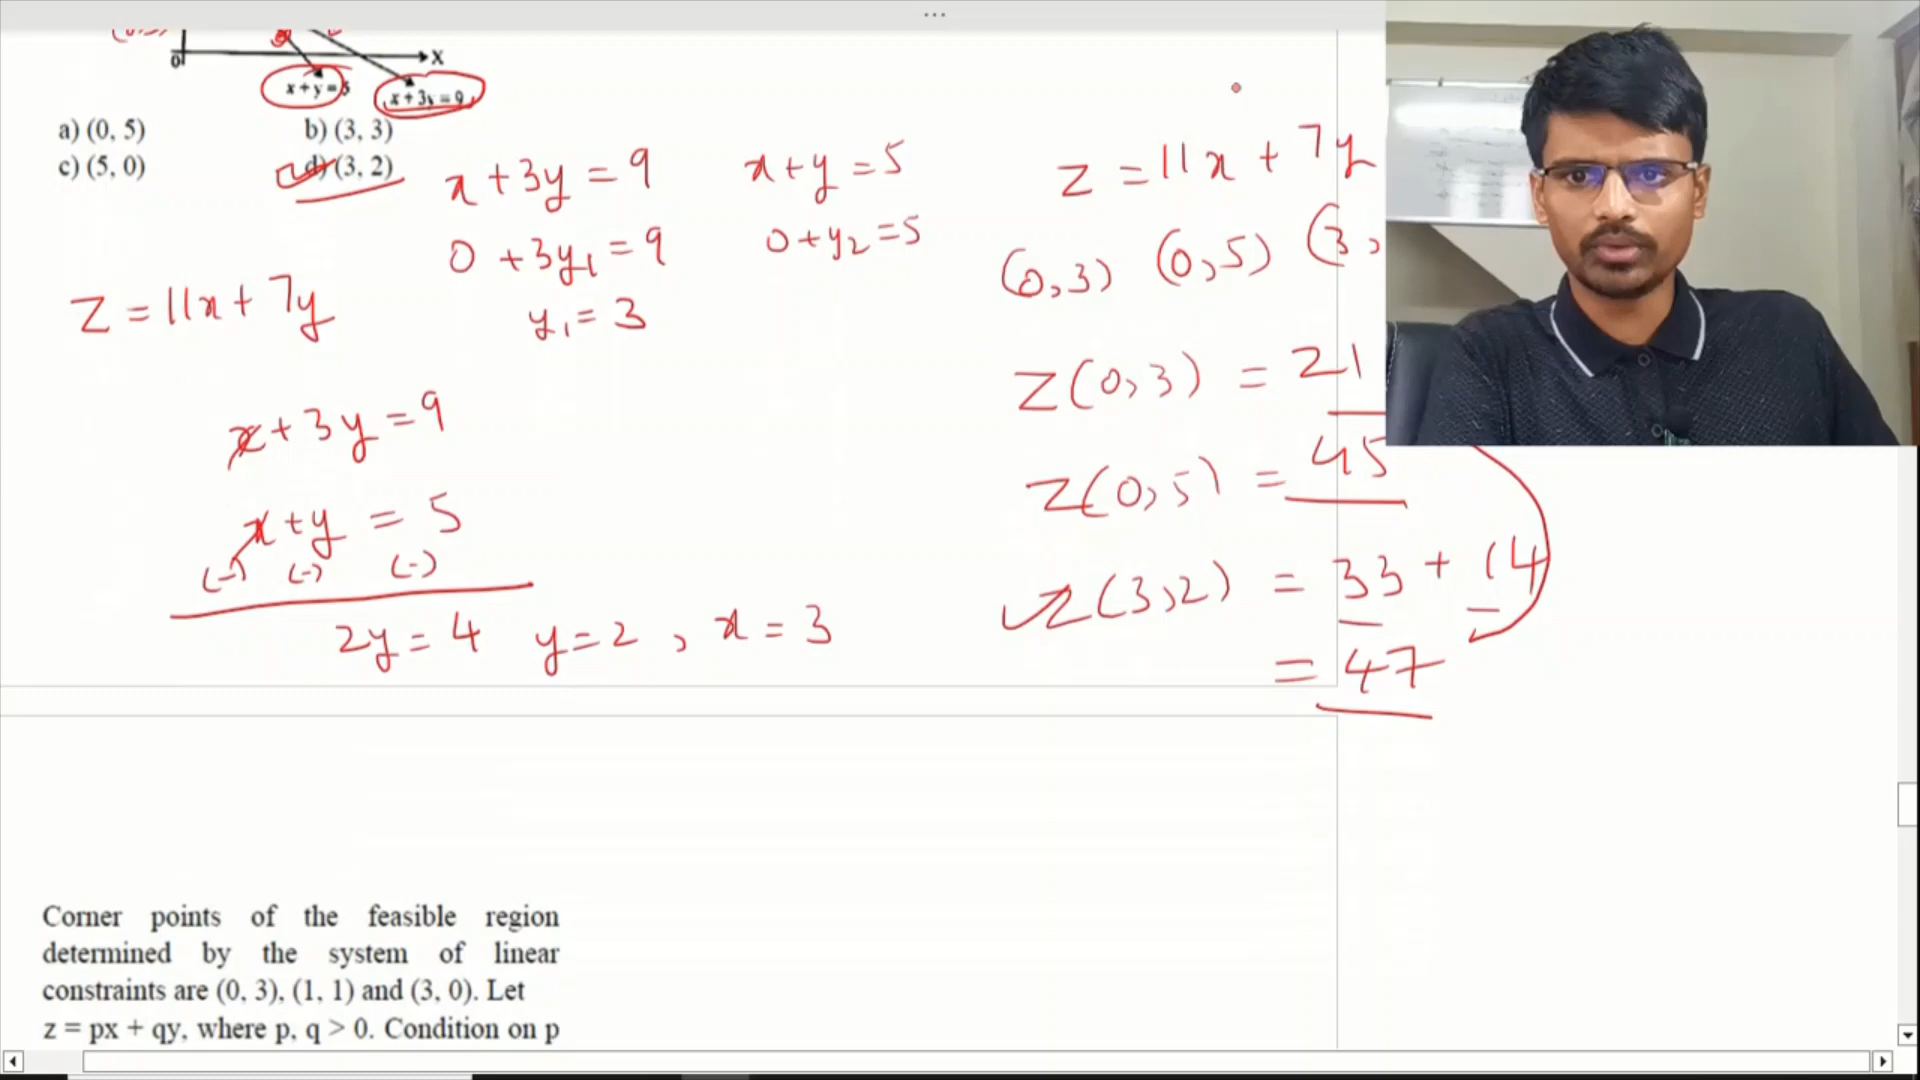 0
X
x + y = 5
x + 3y = 9
a) (0, 5)
b) (3, 3)
c) (5, 0)
d) (3, 2)
x + 3y = 9
0 + 3y₁ = 9
y₁ = 3
x + y = 5
0 + y₂ = 5
z = 11x + 7y
x + 3y = 9
x + y = 5
(-) (-) (-)
2y = 4 y = 2 , x = 3
z = 11x + 7y
(0,3) (0,5) (3,
Z(0,3) = 21
Z(0,5) = 45
Z(3,2) = 33 + 14
= 47
Corner points of the feasible region
determined by the system of linear
constraints are (0, 3), (1, 1) and (3, 0). Let
z = px + qy, where p, q > 0. Condition on p